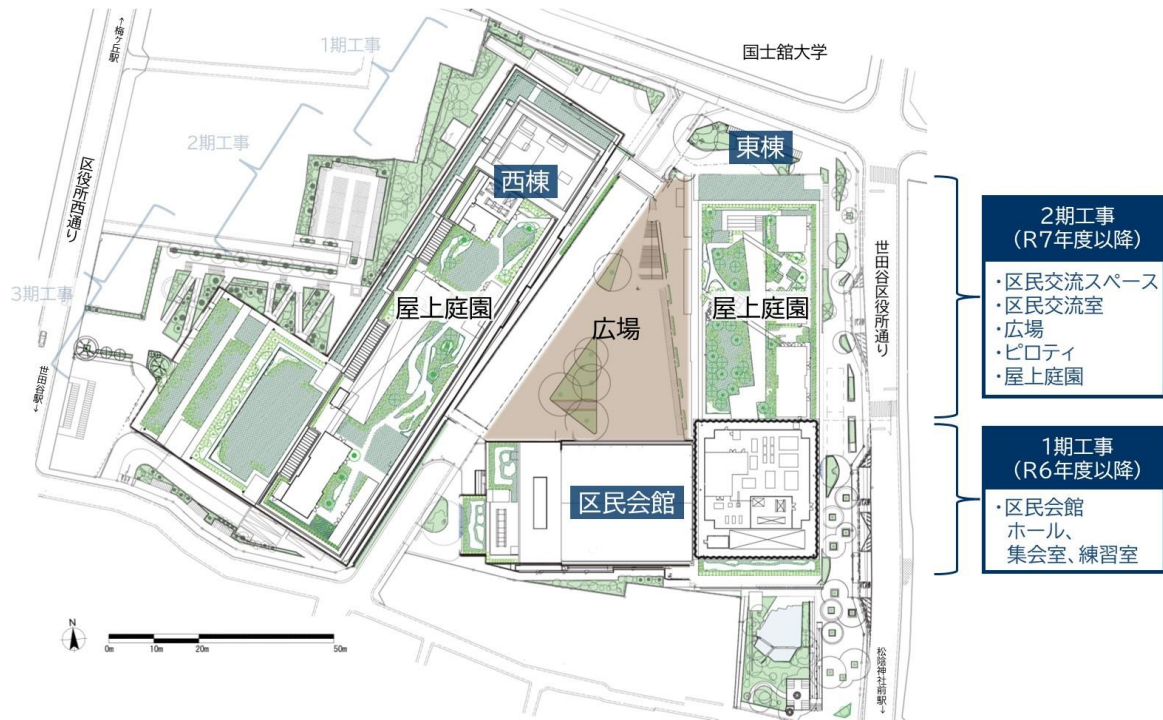 ←梅ケ丘駅
1期工事
国士舘大学
2期工事
東棟
西棟
区役所西通り
2期工事
(R7年度以降)
・区民交流スペース
・区民交流室
・広場
・ピロティ
・屋上庭園
世田谷区役所通り
3期工事
屋上庭園
広場
屋上庭園
世田谷駅→
1期工事
(R6年度以降)
・区民会館
ホール、
集会室、練習室
区民会館
N
0m 10m 20m 50m
松陰神社前駅→